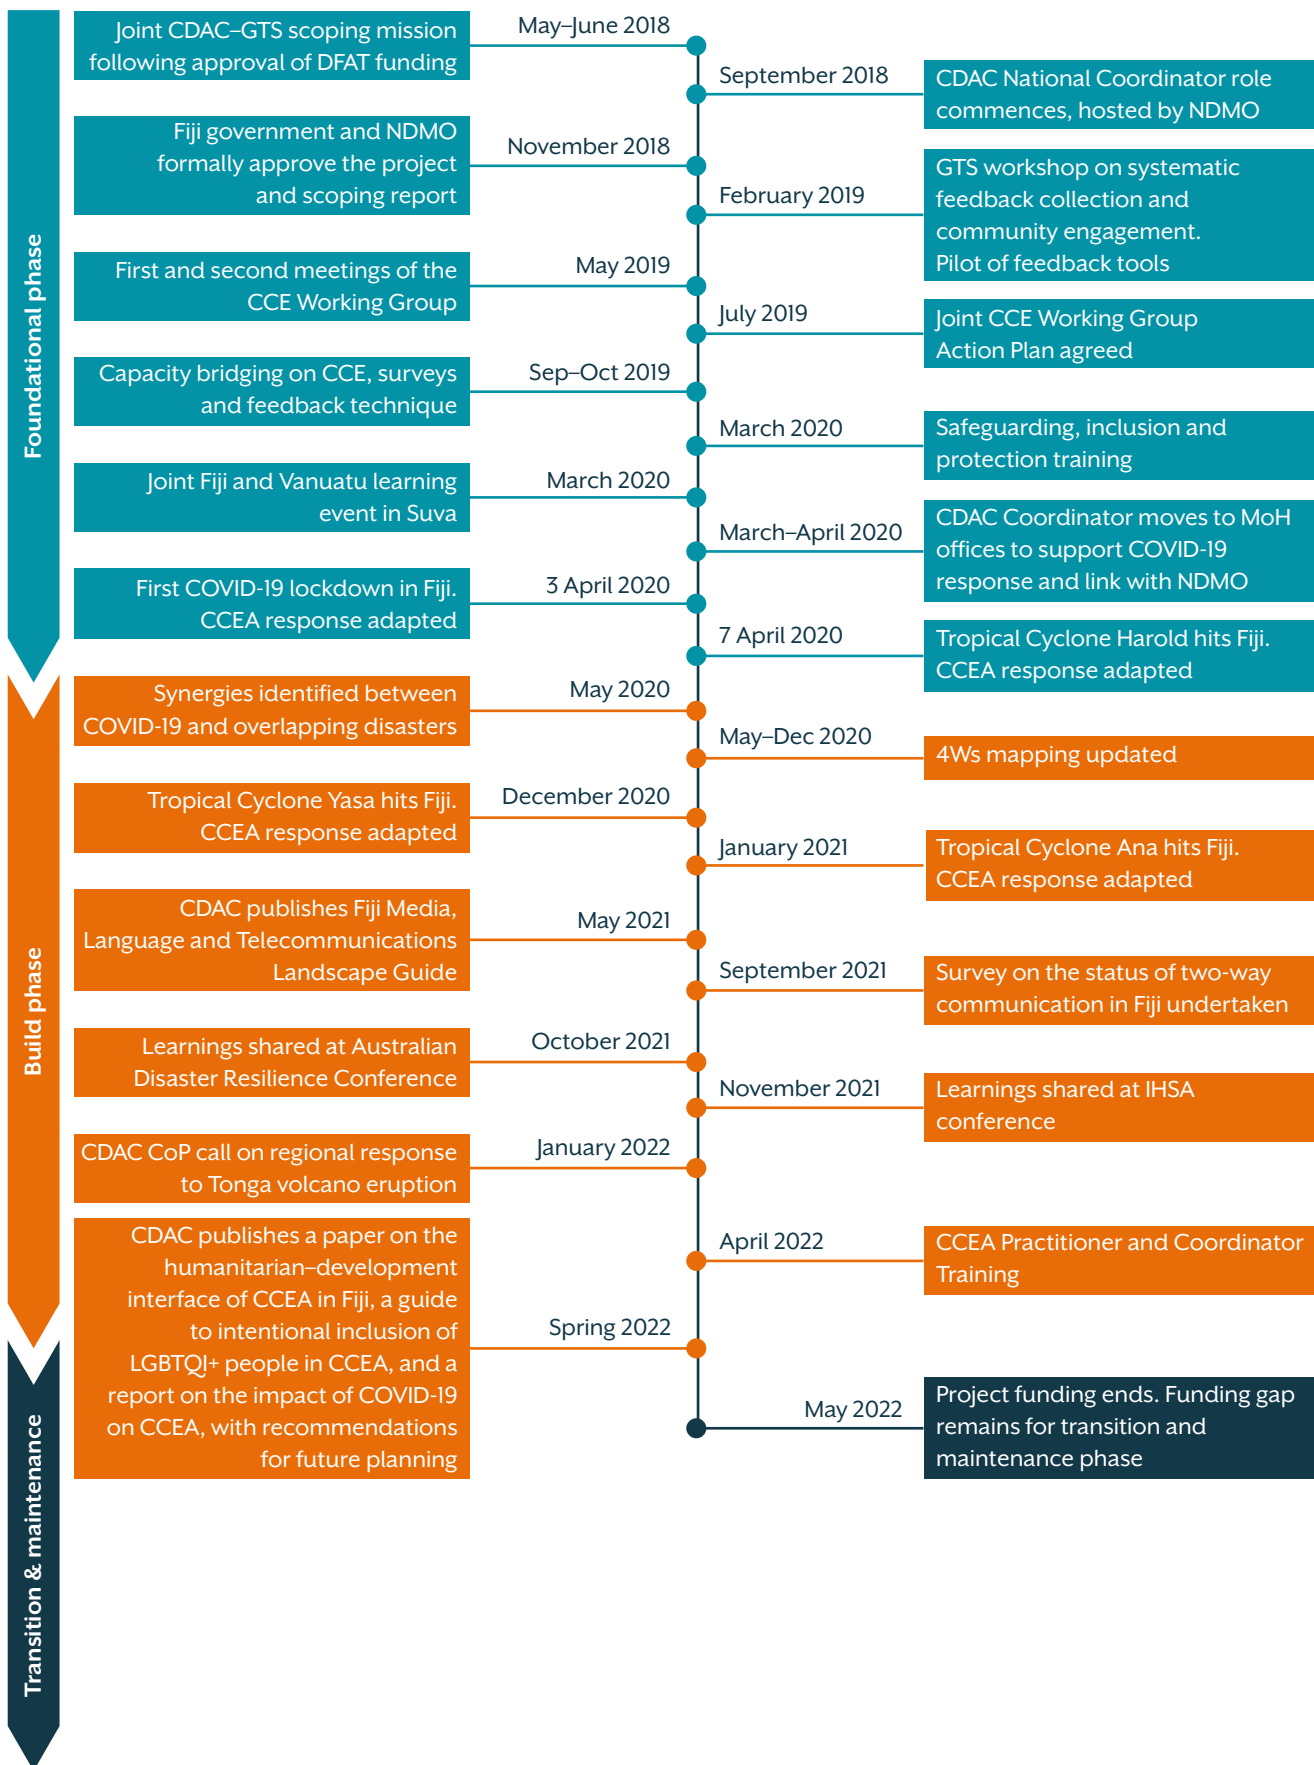 May–June 2018
Joint CDAC–GTS scoping mission
following approval of DFAT funding
September 2018
CDAC National Coordinator role
commences, hosted by NDMO
November 2018
Fiji government and NDMO
formally approve the project
and scoping report
February 2019
GTS workshop on systematic
feedback collection and
community engagement.
Pilot of feedback tools
May 2019
First and second meetings of the
CCE Working Group
July 2019
Joint CCE Working Group
Action Plan agreed
Sep–Oct 2019
Capacity bridging on CCE, surveys
and feedback technique
March 2020
Safeguarding, inclusion and
protection training
March 2020
Joint Fiji and Vanuatu learning
event in Suva
March–April 2020
CDAC Coordinator moves to MoH
offices to support COVID-19
response and link with NDMO
3 April 2020
First COVID-19 lockdown in Fiji.
CCEA response adapted
7 April 2020
Tropical Cyclone Harold hits Fiji.
CCEA response adapted
Foundational phase
May 2020
Synergies identified between
COVID-19 and overlapping disasters
May–Dec 2020
4Ws mapping updated
December 2020
Tropical Cyclone Yasa hits Fiji.
CCEA response adapted
January 2021
Tropical Cyclone Ana hits Fiji.
CCEA response adapted
May 2021
CDAC publishes Fiji Media,
Language and Telecommunications
Landscape Guide
September 2021
Survey on the status of two-way
communication in Fiji undertaken
October 2021
Learnings shared at Australian
Disaster Resilience Conference
November 2021
Learnings shared at IHSA
conference
January 2022
CDAC CoP call on regional response
to Tonga volcano eruption
April 2022
CCEA Practitioner and Coordinator
Training
Spring 2022
CDAC publishes a paper on the
humanitarian–development
interface of CCEA in Fiji, a guide
to intentional inclusion of
LGBTQI+ people in CCEA, and a
report on the impact of COVID-19
on CCEA, with recommendations
for future planning
Build phase
May 2022
Project funding ends. Funding gap
remains for transition and
maintenance phase
Transition & maintenance